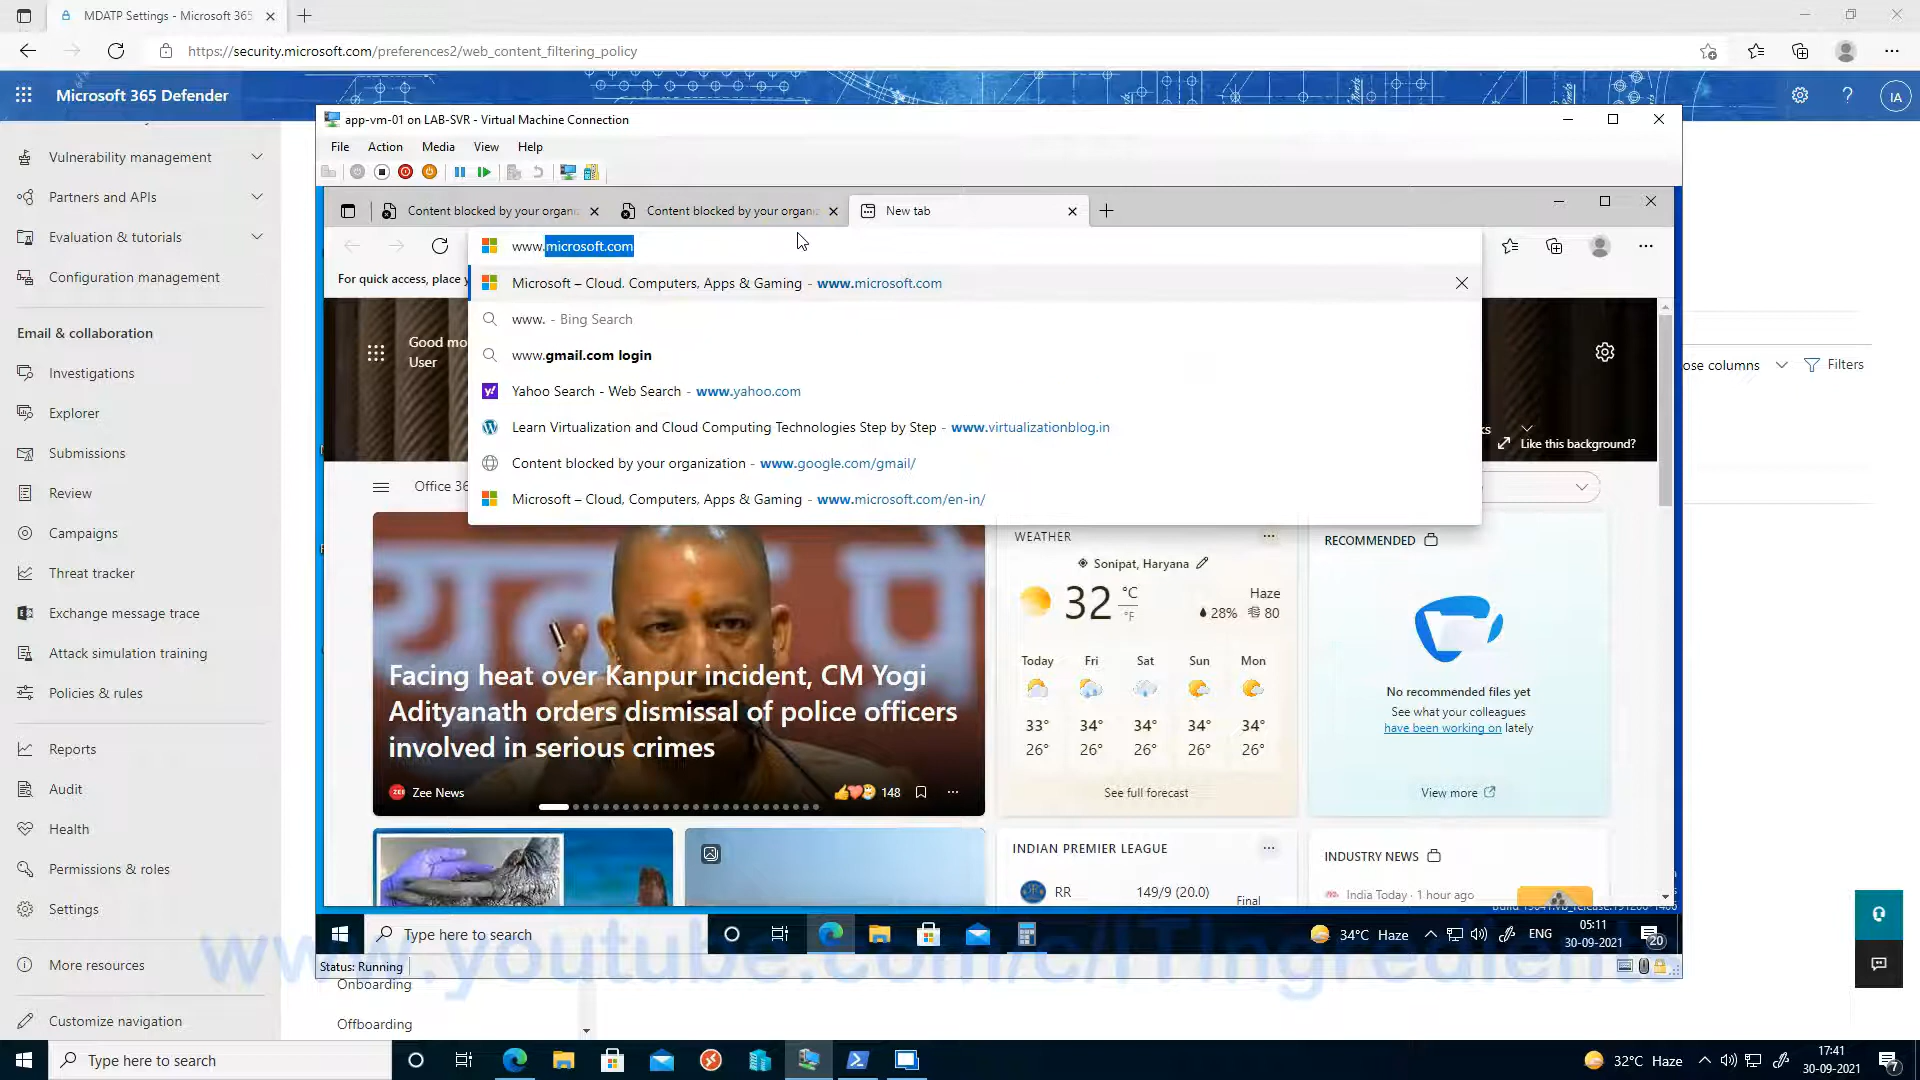 MDATP Settings - Microsoft 365
https://security.microsoft.com/preferences2/web_content_filtering_policy
Microsoft 365 Defender
IA
Vulnerability management
Partners and APIs
Evaluation & tutorials
Configuration management
Email & collaboration
Investigations
Explorer
Submissions
Review
Campaigns
Threat tracker
Exchange message trace
Attack simulation training
Policies & rules
Reports
Audit
Health
Permissions & roles
Settings
More resources
Customize navigation
Onboarding
Offboarding
ose columns
Filters
app-vm-01 on LAB-SVR - Virtual Machine Connection
File Action Media View Help
Content blocked by your organi
Content blocked by your organi
New tab
www.microsoft.com
For quick access, place y
Microsoft – Cloud, Computers, Apps & Gaming - www.microsoft.com
www. - Bing Search
www.gmail.com login
Yahoo Search - Web Search - www.yahoo.com
Learn Virtualization and Cloud Computing Technologies Step by Step - www.virtualizationblog.in
Content blocked by your organization - www.google.com/gmail/
Microsoft – Cloud, Computers, Apps & Gaming - www.microsoft.com/en-in/
Good mo
User
Like this background?
Office 36
Facing heat over Kanpur incident, CM Yogi
Adityanath orders dismissal of police officers
involved in serious crimes
Zee News
148
WEATHER
Sonipat, Haryana
32 °C
°F
Haze
28% 80
Today Fri Sat Sun Mon
33° 34° 34° 34° 34°
26° 26° 26° 26° 26°
See full forecast
RECOMMENDED
No recommended files yet
See what your colleagues
have been working on lately
View more
INDIAN PREMIER LEAGUE
RR 149/9 (20.0)
Final
INDUSTRY NEWS
India Today · 1 hour ago
Type here to search
34°C Haze
ENG
05:11
30-09-2021
20
Status: Running
www.youtube.com/c/ITingredients
Type here to search
32°C Haze
17:41
30-09-2021
7